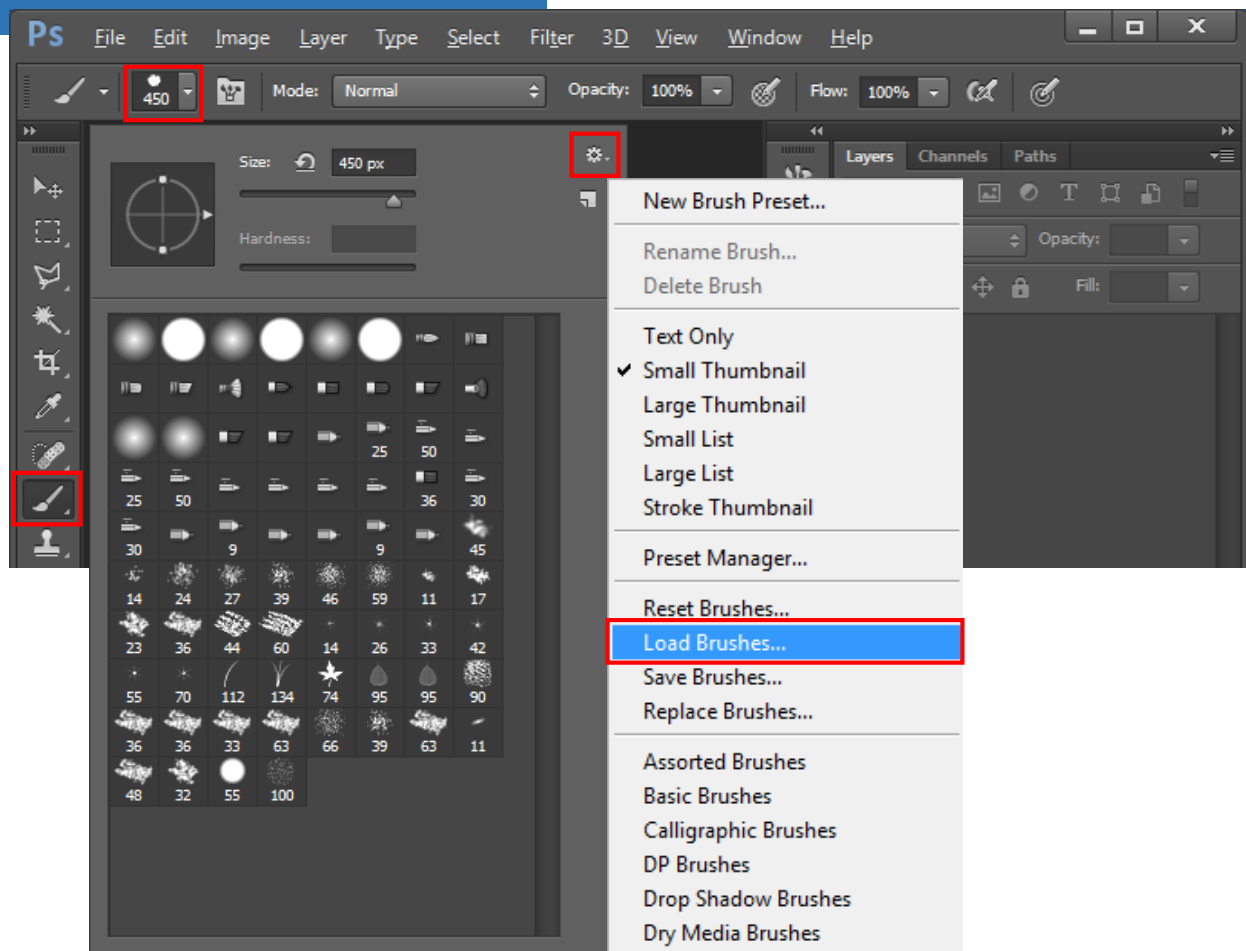 Ps File Edit Image Layer Type Select Filter 3D View Window Help X
450 Mode: Normal Opacity: 100% Flow: 100%
Size: 450 px
Hardness:
Layers Channels Paths
T
Opacity:
Fill:
25 50
25 50 36 30
30 9 9 45
14 24 27 39 46 59 11 17
23 36 44 60 14 26 33 42
55 70 112 134 74 95 95 90
36 36 33 63 66 39 63 11
48 32 55 100
New Brush Preset...
Rename Brush...
Delete Brush
Text Only
Small Thumbnail
Large Thumbnail
Small List
Large List
Stroke Thumbnail
Preset Manager...
Reset Brushes...
Load Brushes...
Save Brushes...
Replace Brushes...
Assorted Brushes
Basic Brushes
Calligraphic Brushes
DP Brushes
Drop Shadow Brushes
Dry Media Brushes